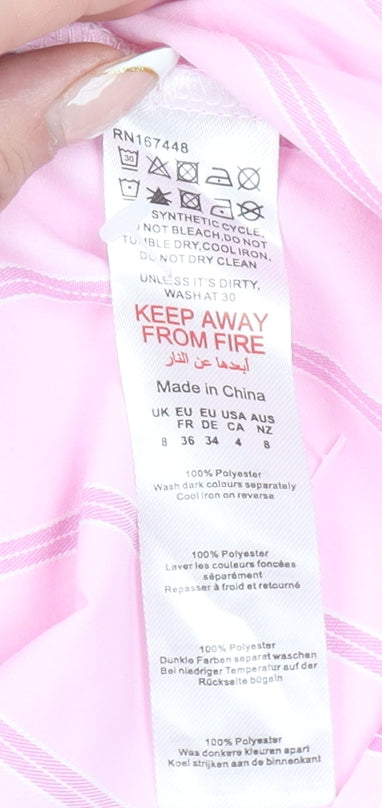 RN167448
30
SYNTHETIC CYCLE,
NOT BLEACH,DO NOT
TUMBLE DRY,COOL IRON,
DO NOT DRY CLEAN
UNLESS IT'S DIRTY,
WASH AT 30
KEEP AWAY
FROM FIRE
أبعدها عن النار
Made in China
UK EU EU USA AUS
FR DE CA NZ
8 36 34 4 8
100% Polyester
Wash dark colours separately
Cool iron on reverse
100% Polyester
Laver les couleurs foncées
séparément
Repasser à froid et retourné
100% Polyester
Dunkle Farben separat waschen
Bei niedriger Temperatur auf der
Rückseite bügeln
100% Polyester
Was donkere kleuren apart
Koel strijken aan de binnenkant